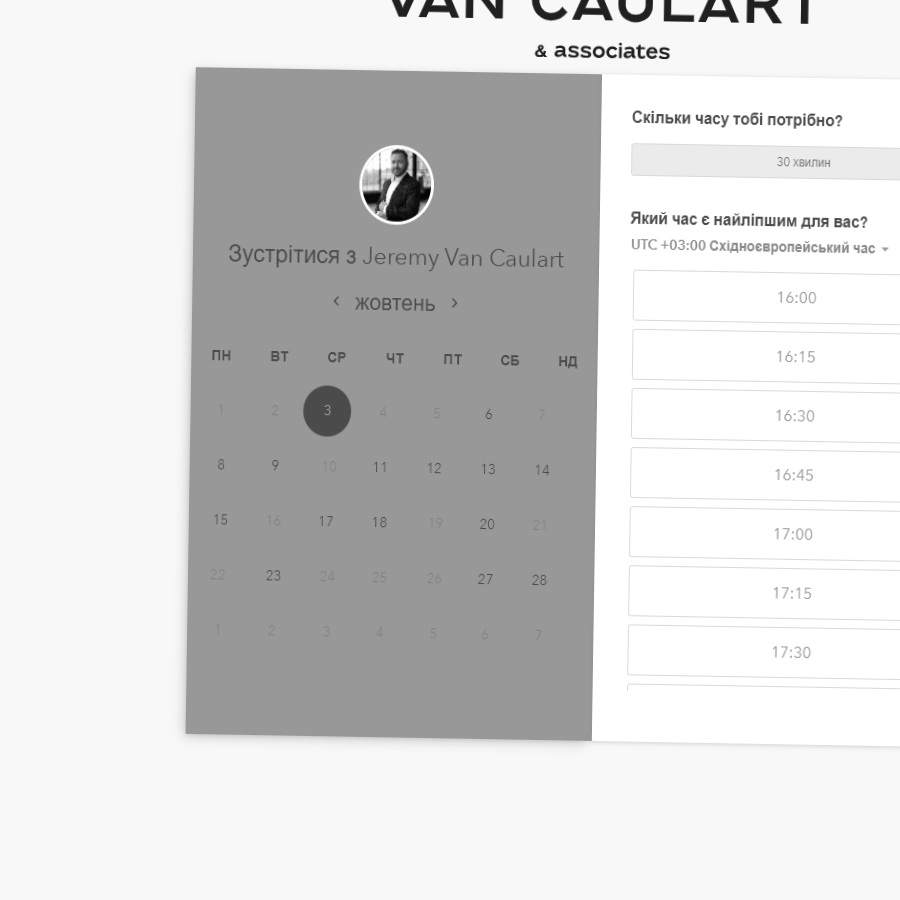 VAN CAULART
& associates
Зустрітися з Jeremy Van Caulart
жовтень
ПН ВТ СР ЧТ ПТ СБ НД
1 2 3 4 5 6 7
8 9 10 11 12 13 14
15 16 17 18 19 20 21
22 23 24 25 26 27 28
1 2 3 4 5 6 7
Скільки часу тобі потрібно?
30 хвилин
Який час є найліпшим для вас?
UTC +03:00 Східноєвропейський час
16:00
16:15
16:30
16:45
17:00
17:15
17:30